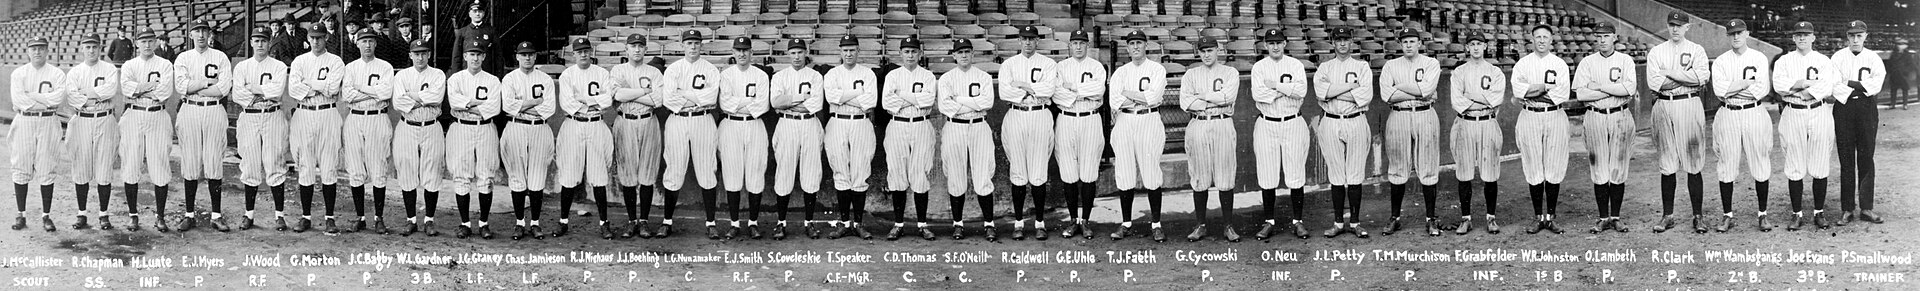 J. McCallister R. Chapman H. Lunte E.J. Myers J. Wood G. Morton J.C. Bagby W.L. Gardner J.G. Graney Chas. Jamieson R.J. Niehaus J.J. Boehling L.G. Nunamaker E.J. Smith S. Coveleskie T. Speaker C.D. Thomas S.F. O'Neill R. Caldwell G.E. Uhle T.J. Faeth G. Cycowski O. Neu J.L. Petty T.M. Murchison F. Grabfelder W.R. Johnston O. Lambeth R. Clark Wm Wambsganss Joe Evans P. Smallwood
SCOUT S.S. INF. P. R.F. P. P. 3 B. L.F. L.F. P. P. C. R.F. P. C.F.-MGR. C. C. P. P. P. P. INF. P. P. INF. 1ST B P. P. 2ND B. 3RD B. TRAINER